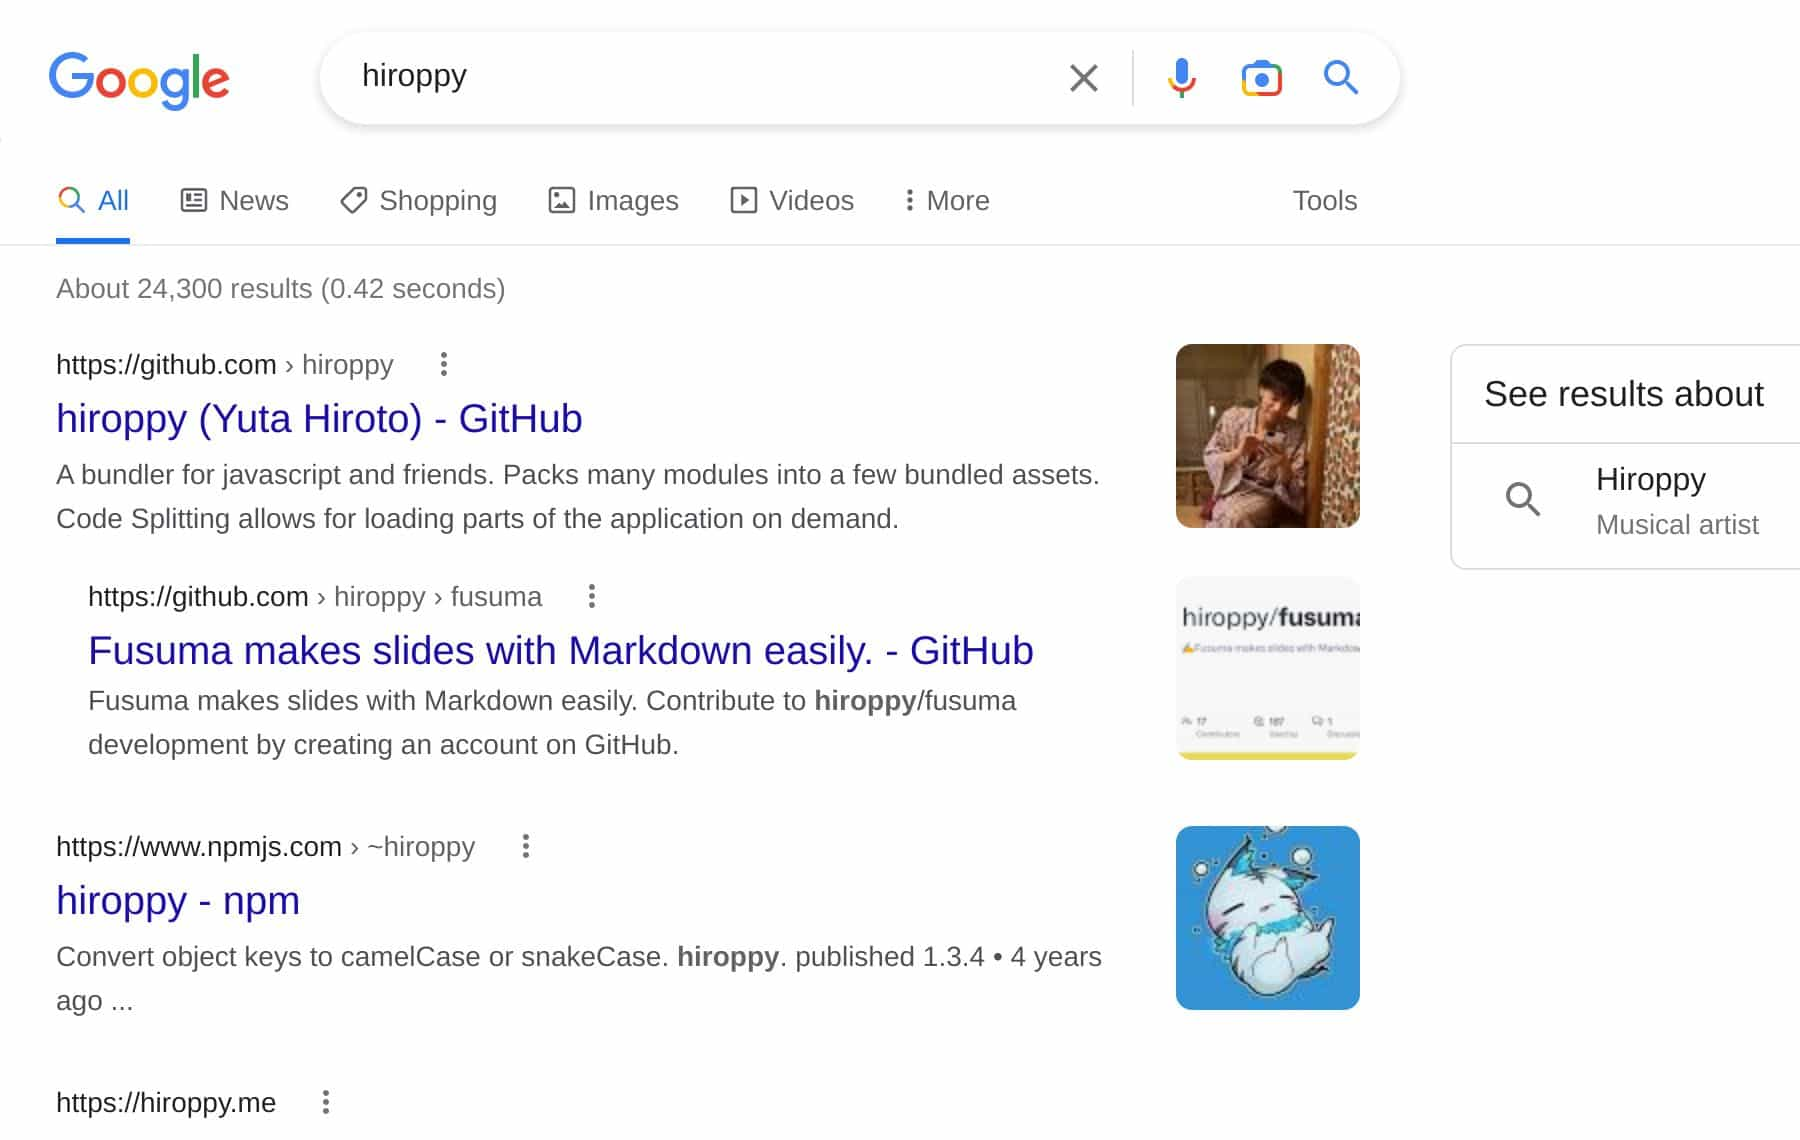 Google
hiroppy
All
News
Shopping
Images
Videos
More
Tools
About 24,300 results (0.42 seconds)
https://github.com › hiroppy
hiroppy (Yuta Hiroto) - GitHub
A bundler for javascript and friends. Packs many modules into a few bundled assets.
Code Splitting allows for loading parts of the application on demand.
See results about
Hiroppy
Musical artist
https://github.com › hiroppy › fusuma
Fusuma makes slides with Markdown easily. - GitHub
Fusuma makes slides with Markdown easily. Contribute to hiroppy/fusuma
development by creating an account on GitHub.
hiroppy/fusuma
Fusuma makes slides with Markdow
17
187
1
https://www.npmjs.com › ~hiroppy
hiroppy - npm
Convert object keys to camelCase or snakeCase. hiroppy. published 1.3.4 • 4 years
ago ...
https://hiroppy.me